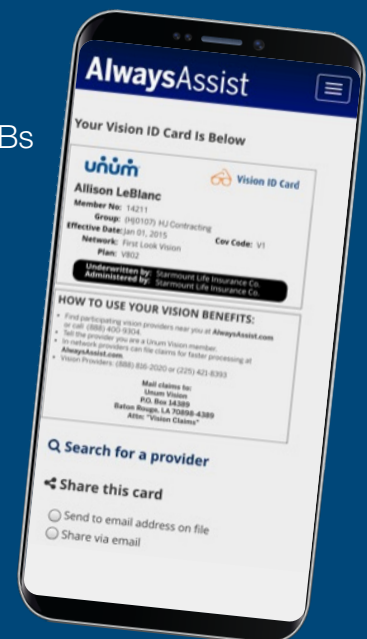 Bs
AlwaysAssist
Your Vision ID Card Is Below
unum
Vision ID Card
Allison LeBlanc
Member No: 14211
Group: (HJ0107) HJ Contracting
Effective Date: Jan 01, 2015 Cov Code: V1
Network: First Look Vision
Plan: V802
Underwritten by: Starmount Life Insurance Co.
Administered by: Starmount Life Insurance Co.
HOW TO USE YOUR VISION BENEFITS:
• Find participating vision providers near you at AlwaysAssist.com
or call: (888) 400-9304.
• Tell the provider you are a Unum Vision member.
• In network providers can file claims for faster processing at
AlwaysAssist.com.
• Vision Providers: (888) 816-2020 or (225) 421-8393
Mail claims to:
Unum Vision
P.O. Box 14389
Baton Rouge, LA 70898-4389
Attn: "Vision Claims"
Search for a provider
Share this card
Send to email address on file
Share via email